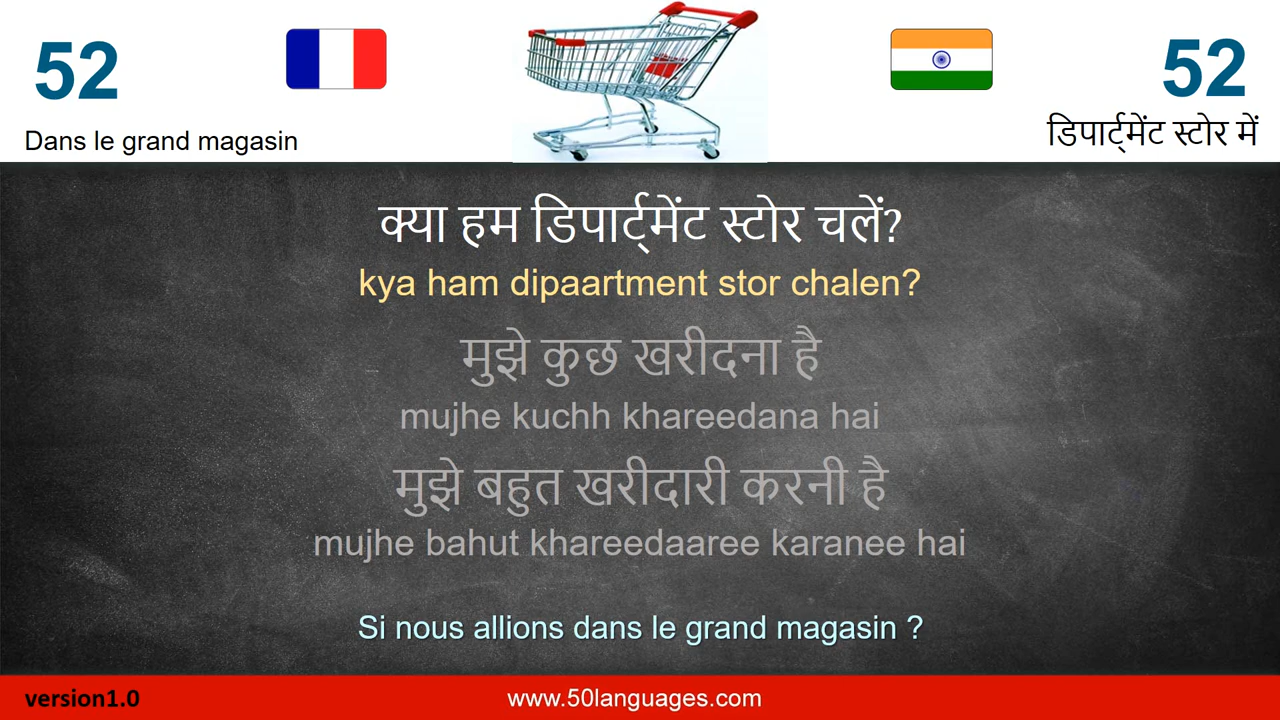 52
52
Dans le grand magasin
डिपार्ट्मेंट स्टोर में
क्या हम डिपार्ट्मेंट स्टोर चलें?
kya ham dipaartment stor chalen?
मुझे कुछ खरीदना है
mujhe kuchh khareedana hai
मुझे बहुत खरीदारी करनी है
mujhe bahut khareedaaree karanee hai
Si nous allions dans le grand magasin ?
version1.0
www.50languages.com